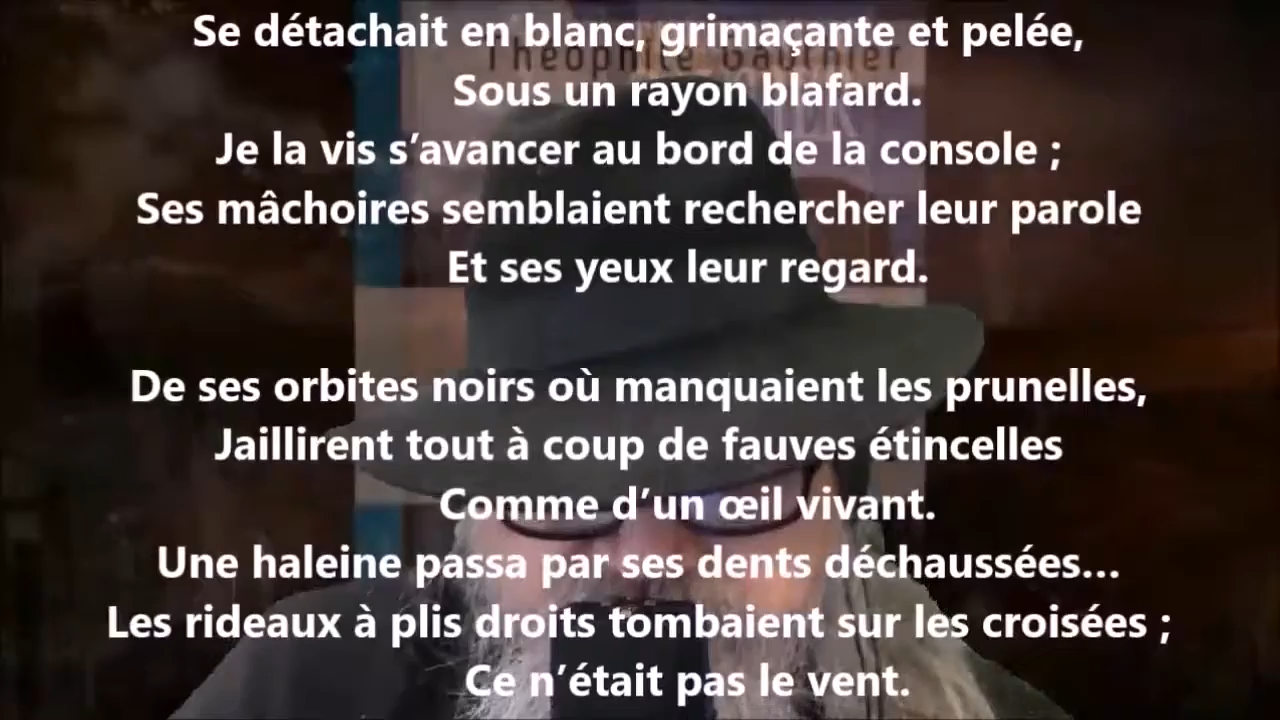 Théophile Gauthier
Se détachait en blanc, grimaçante et pelée,
Sous un rayon blafard.
Je la vis s’avancer au bord de la console ;
Ses mâchoires semblaient rechercher leur parole
Et ses yeux leur regard.
De ses orbites noirs où manquaient les prunelles,
Jaillirent tout à coup de fauves étincelles
Comme d’un œil vivant.
Une haleine passa par ses dents déchaussées...
Les rideaux à plis droits tombaient sur les croisées ;
Ce n’était pas le vent.